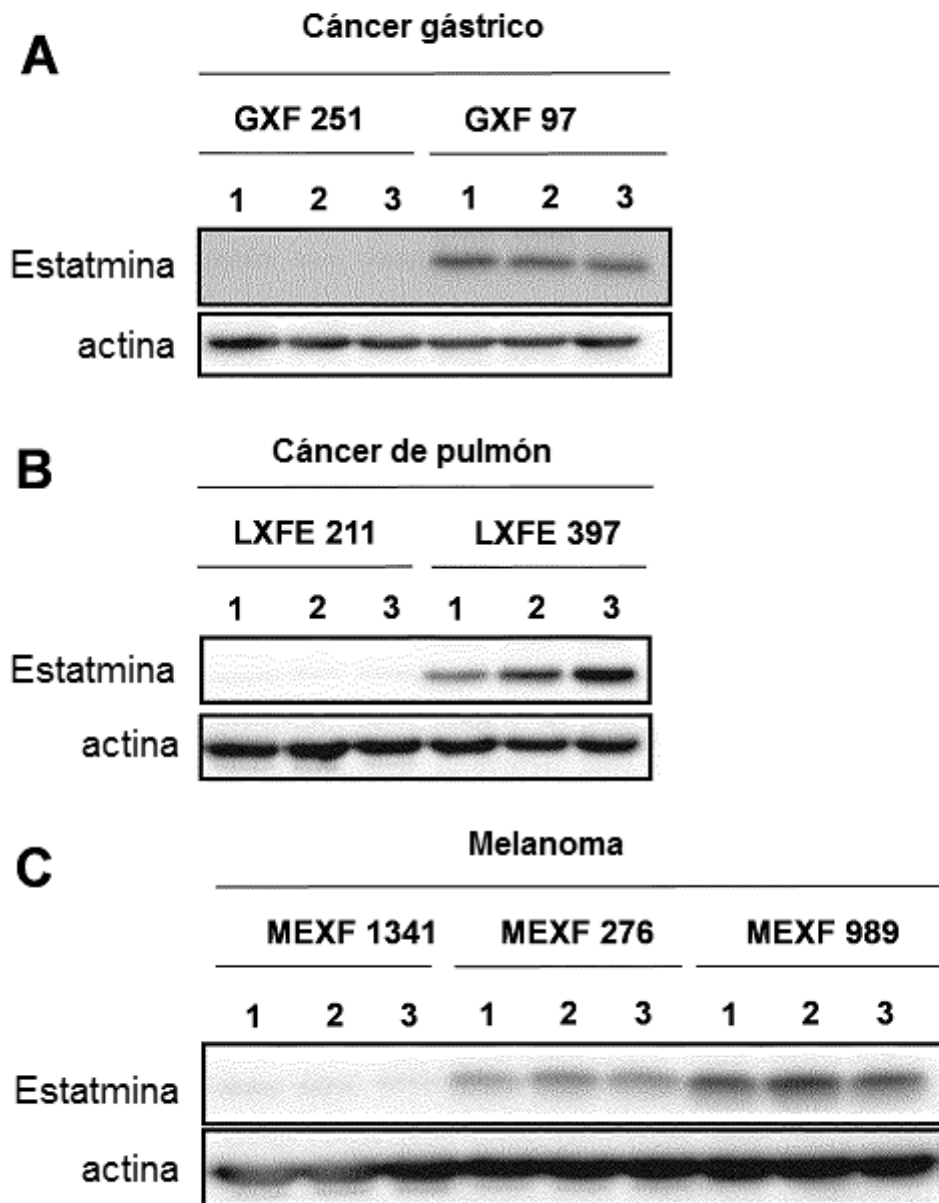 A
Cáncer gástrico
GXF 251 GXF 97
1 2 3 1 2 3
Estatmina
actina
B
Cáncer de pulmón
LXFE 211 LXFE 397
1 2 3 1 2 3
Estatmina
actina
C
Melanoma
MEXF 1341 MEXF 276 MEXF 989
1 2 3 1 2 3 1 2 3
Estatmina
actina